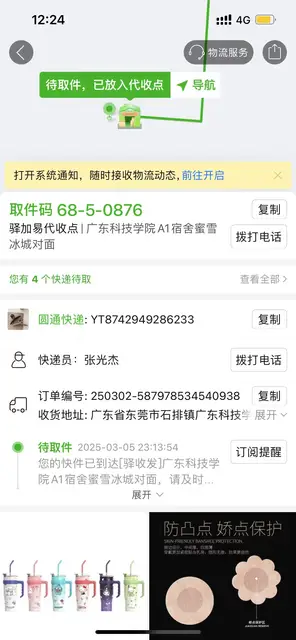 12:24
4G
物流服务
待取件，已放入代收点
导航
打开系统通知，随时接收物流动态，前往开启
取件码 68-5-0876
复制
驿加易代收点 | 广东科技学院A1宿舍蜜雪
冰城对面
拨打电话
您有 4 个快递待取
查看全部
圆通快递: YT8742949286233
复制
快递员: 张光杰
拨打电话
订单编号: 250302-587978534540938
复制
收货地址: 广东省东莞市石排镇广东科技学
展开
待取件 2025-03-05 23:13:54
订阅提醒
您的快件已到达[驿收发]广东科技学
院A1宿舍蜜雪冰城对面，请及时...
展开
防凸点 娇点保护